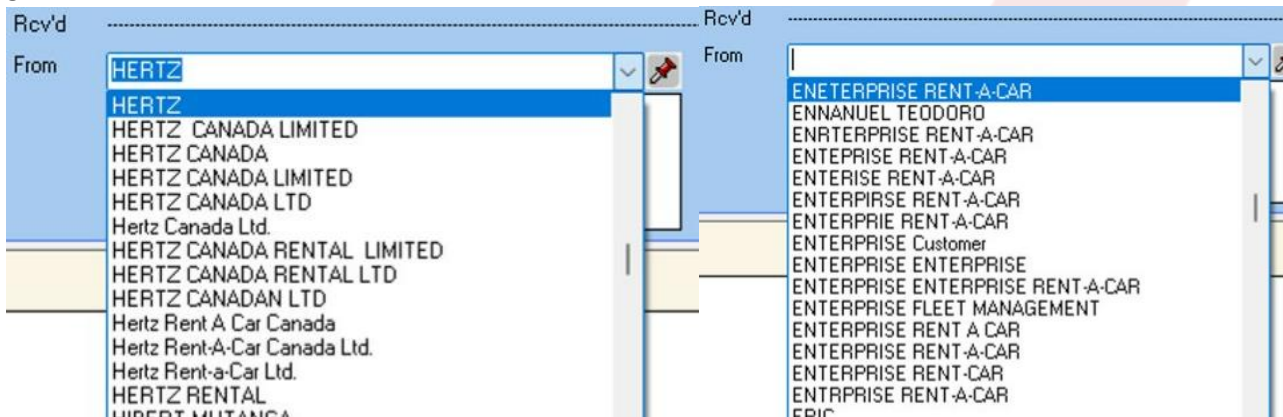 Rcv'd
From
HERTZ
HERTZ
HERTZ  CANADA LIMITED
HERTZ CANADA
HERTZ CANADA LIMITED
HERTZ CANADA LTD
Hertz Canada Ltd.
HERTZ CANADA RENTAL  LIMITED
HERTZ CANADA RENTAL LTD
HERTZ CANADIAN LTD
Hertz Rent A Car Canada
Hertz Rent-A-Car Canada Ltd.
Hertz Rent-a-Car Ltd.
HERTZ RENTAL
Rcv'd
From
ENETERPRISE RENT-A-CAR
ENNANUEL TEODORO
ENRTERPRISE RENT-A-CAR
ENTEPRISE RENT-A-CAR
ENTERISE RENT-A-CAR
ENTERPIRSE RENT-A-CAR
ENTERPRIE RENT-A-CAR
ENTERPRISE Customer
ENTERPRISE ENTERPRISE
ENTERPRISE ENTERPRISE RENT-A-CAR
ENTERPRISE FLEET MANAGEMENT
ENTERPRISE RENT A CAR
ENTERPRISE RENT-A-CAR
ENTERPRISE RENT-CAR
ENTRPRISE RENT-A-CAR